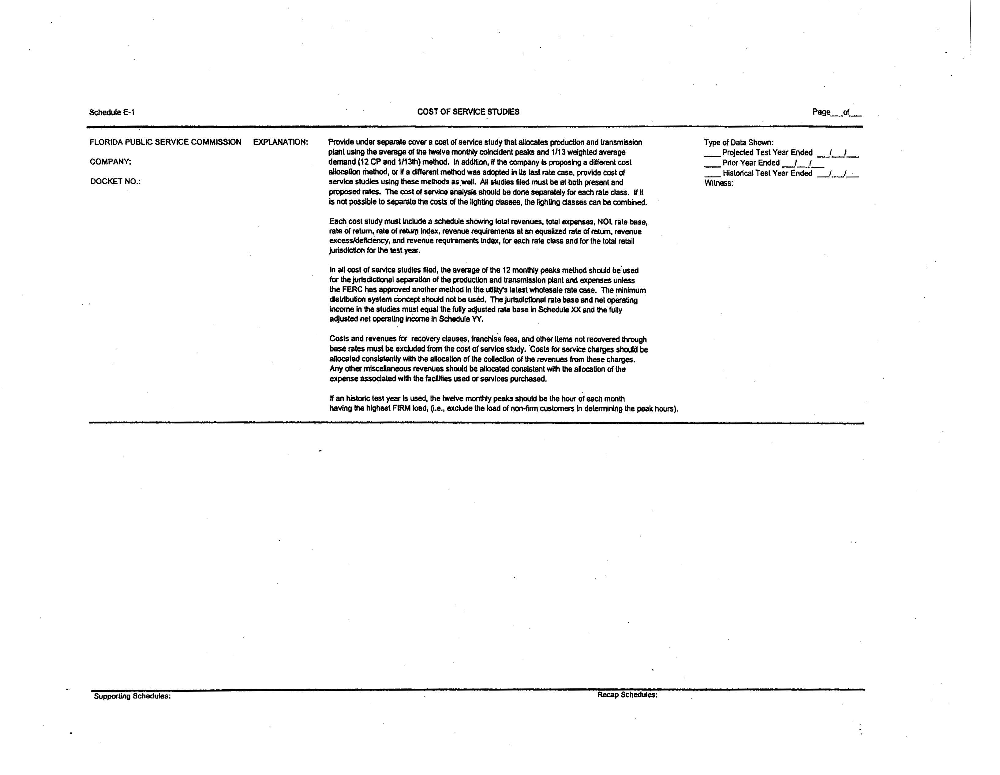 Schedule E-1
COST OF SERVICE STUDIES
Page___of___
FLORIDA PUBLIC SERVICE COMMISSION
COMPANY:
DOCKET NO.:
EXPLANATION:
Provide under separate cover a cost of service study that allocates production and transmission
plant using the average of the twelve monthly coincident peaks and 1/13 weighted average
demand (12 CP and 1/13th) method. In addition, if the company is proposing a different cost
allocation method, or if a different method was adopted in its last rate case, provide cost of
service studies using these methods as well. All studies filed must be at both present and
proposed rates. The cost of service analysis should be done separately for each rate class. If it
is not possible to separate the costs of the lighting classes, the lighting classes can be combined.
Each cost study must include a schedule showing total revenues, total expenses, NOI, rate base,
rate of return, rate of return index, revenue requirements at an equalized rate of return, revenue
excess/deficiency, and revenue requirements index, for each rate class and for the total retail
jurisdiction for the test year.
In all cost of service studies filed, the average of the 12 monthly peaks method should be used
for the jurisdictional separation of the production and transmission plant and expenses unless
the FERC has approved another method in the utility's latest wholesale rate case. The minimum
distribution system concept should not be used. The jurisdictional rate base and net operating
income in the studies must equal the fully adjusted rate base in Schedule XX and the fully
adjusted net operating income in Schedule YY.
Costs and revenues for recovery clauses, franchise fees, and other items not recovered through
base rates must be excluded from the cost of service study. Costs for service charges should be
allocated consistently with the allocation of the collection of the revenues from these charges.
Any other miscellaneous revenues should be allocated consistent with the allocation of the
expense associated with the facilities used or services purchased.
If an historic test year is used, the twelve monthly peaks should be the hour of each month
having the highest FIRM load, (i.e., exclude the load of non-firm customers in determining the peak hours).
Type of Data Shown:
___ Projected Test Year Ended __/__/__
___ Prior Year Ended __/__/__
___ Historical Test Year Ended __/__/__
Witness:
Supporting Schedules:
Recap Schedules: